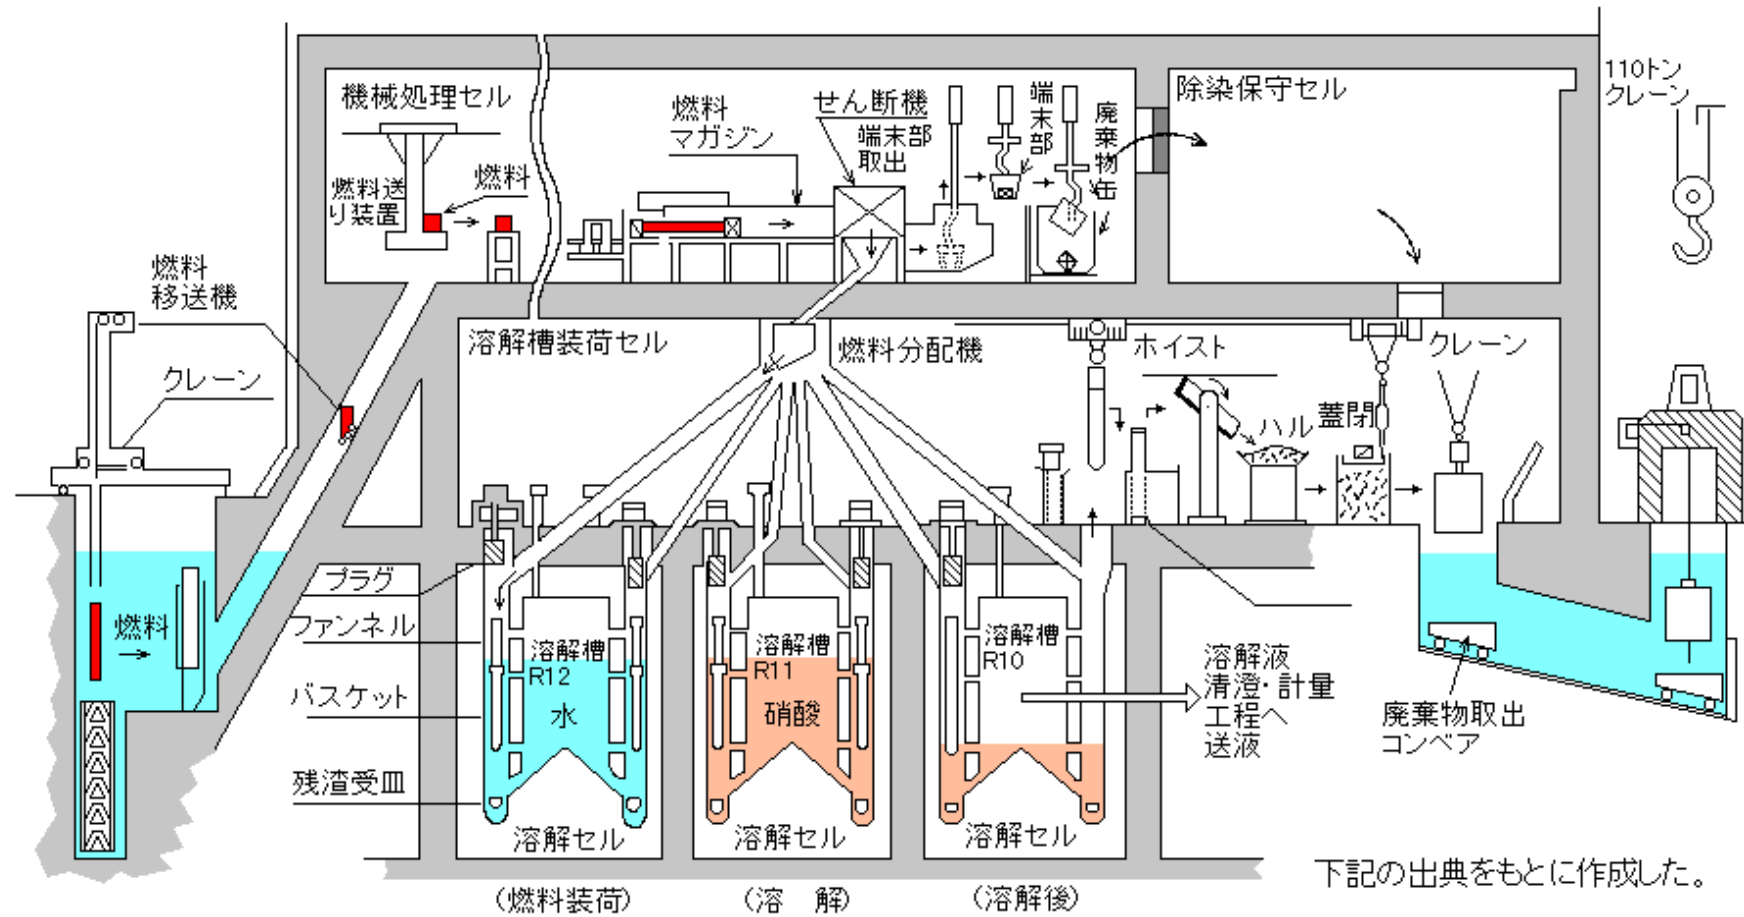 機械処理セル
燃料
マガジン
せん断機
端末部
取出
端末部
廃棄物缶
除染保守セル
110トン
クレーン
燃料送
り装置
燃料
燃料
移送機
クレーン
溶解槽装荷セル
燃料分配機
ホイスト
クレーン
ハル
蓋閉
プラグ
燃料
ファンネル
バスケット
残渣受皿
溶解槽
R12
水
溶解槽
R11
硝酸
溶解槽
R10
溶解液
清澄・計量
工程へ
送液
廃棄物取出
コンベア
溶解セル
溶解セル
溶解セル
(燃料装荷)
(溶 解)
(溶解後)
下記の出典をもとに作成した。